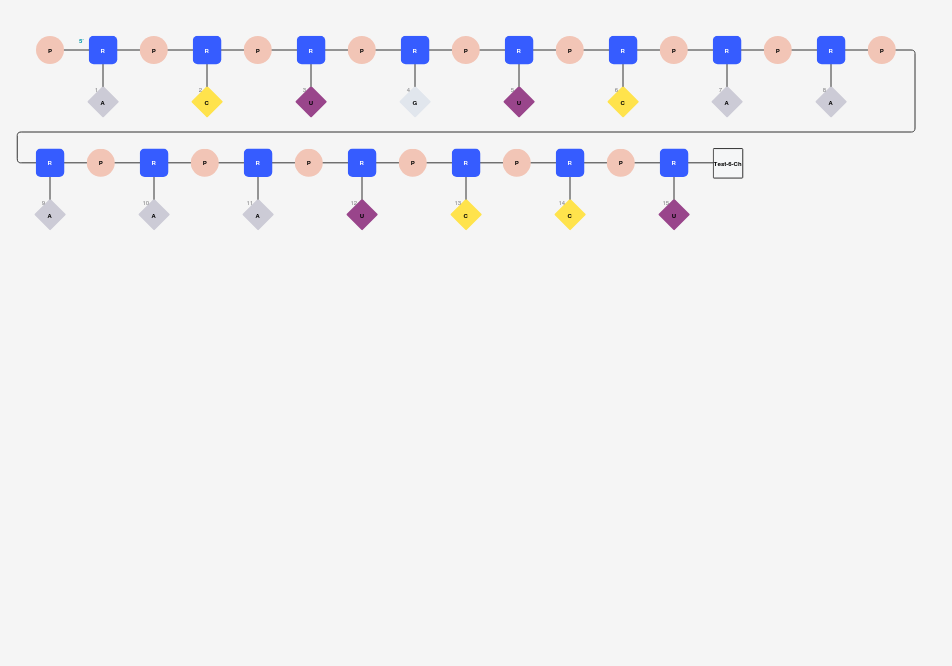 5' P R P R P R P R P R P R P R P R P
1 2 3 4 5 6 7 8
A C U G U C A A
R P R P R P R P R P R P R Test-6-Ch
9 10 11 12 13 14 15
A A A U C C U